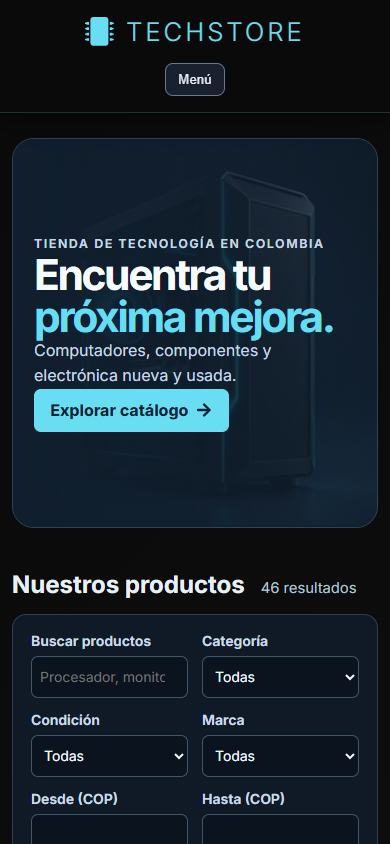 TECHSTORE
Menú
TIENDA DE TECNOLOGÍA EN COLOMBIA
Encuentra tu
próxima mejora.
Computadores, componentes y
electrónica nueva y usada.
Explorar catálogo →
Nuestros productos 46 resultados
Buscar productos Categoría
Procesador, monitc Todas
Condición Marca
Todas Todas
Desde (COP) Hasta (COP)